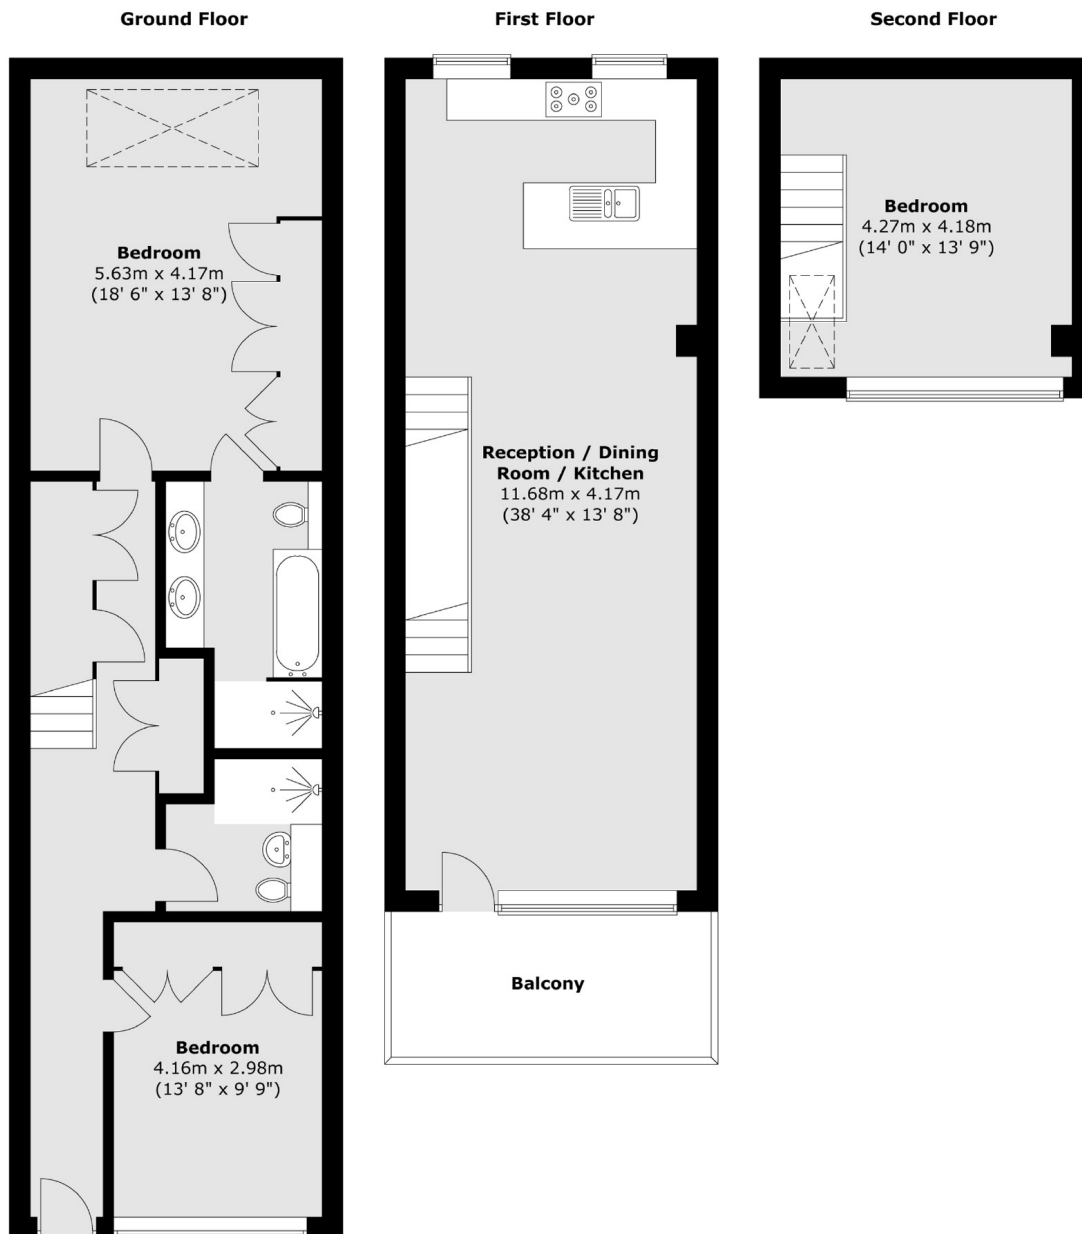 Ground Floor
Bedroom
5.63m x 4.17m
(18' 6" x 13' 8")
Bedroom
4.16m x 2.98m
(13' 8" x 9' 9")
First Floor
Reception / Dining
Room / Kitchen
11.68m x 4.17m
(38' 4" x 13' 8")
Balcony
Second Floor
Bedroom
4.27m x 4.18m
(14' 0" x 13' 9")